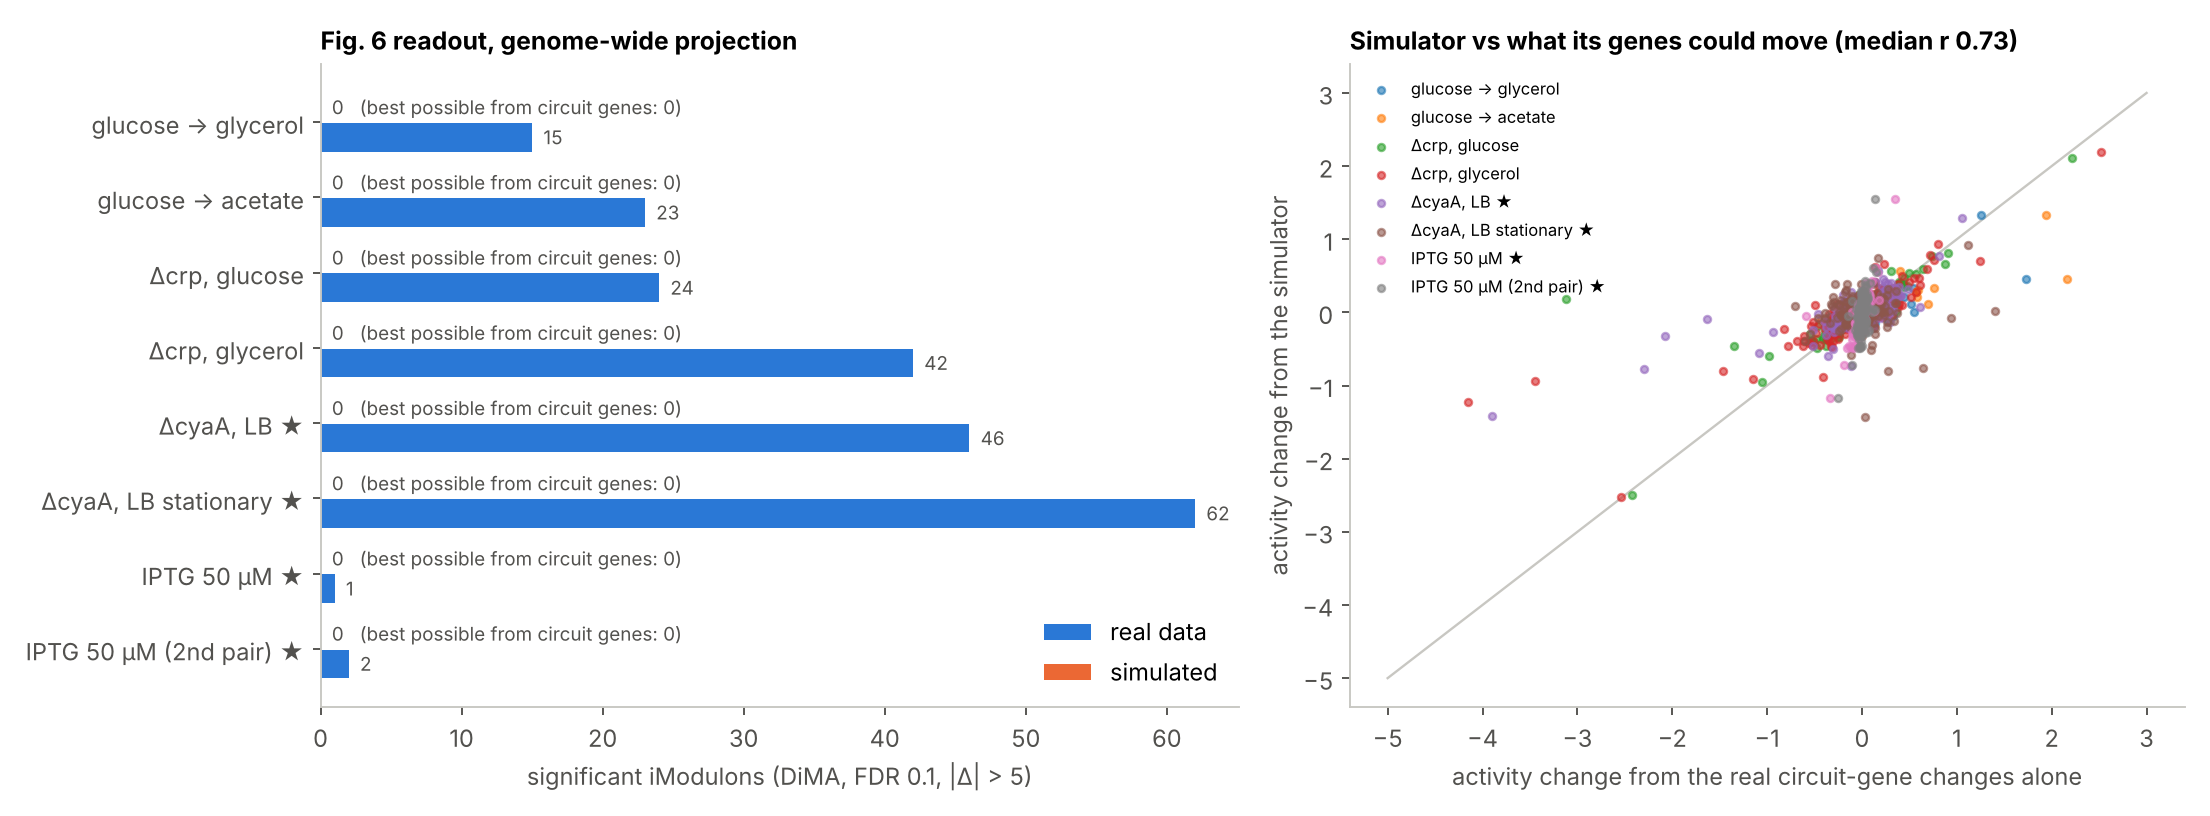 Fig. 6 readout, genome-wide projection
glucose → glycerol
0 (best possible from circuit genes: 0)
15
glucose → acetate
0 (best possible from circuit genes: 0)
23
Δcrp, glucose
0 (best possible from circuit genes: 0)
24
Δcrp, glycerol
0 (best possible from circuit genes: 0)
42
ΔcyaA, LB ★
0 (best possible from circuit genes: 0)
46
ΔcyaA, LB stationary ★
0 (best possible from circuit genes: 0)
62
IPTG 50 µM ★
0 (best possible from circuit genes: 0)
1
IPTG 50 µM (2nd pair) ★
0 (best possible from circuit genes: 0)
2
real data
simulated
0 10 20 30 40 50 60
significant iModulons (DiMA, FDR 0.1, |Δ| > 5)
Simulator vs what its genes could move (median r 0.73)
glucose → glycerol
glucose → acetate
Δcrp, glucose
Δcrp, glycerol
ΔcyaA, LB ★
ΔcyaA, LB stationary ★
IPTG 50 µM ★
IPTG 50 µM (2nd pair) ★
activity change from the simulator
3
2
1
0
−1
−2
−3
−4
−5
−5 −4 −3 −2 −1 0 1 2 3
activity change from the real circuit-gene changes alone